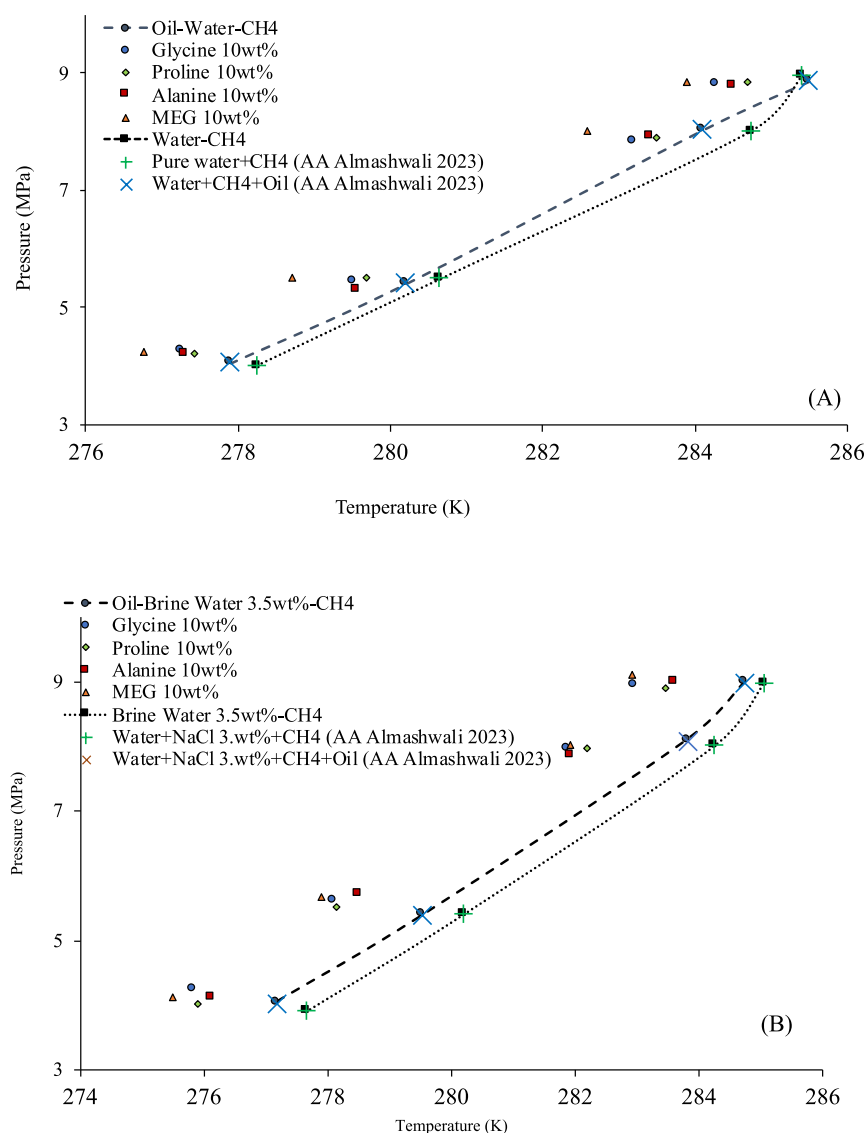 Oil-Water-CH4
Glycine 10wt%
Proline 10wt%
Alanine 10wt%
MEG 10wt%
Water-CH4
Pure water+CH4 (AA Almashwali 2023)
Water+CH4+Oil (AA Almashwali 2023)
9
7
5
3
Pressure (MPa)
276
278
280
282
284
286
(A)
Temperature (K)
Oil-Brine Water 3.5wt%-CH4
Glycine 10wt%
Proline 10wt%
Alanine 10wt%
MEG 10wt%
Brine Water 3.5wt%-CH4
Water+NaCl 3.wt%+CH4 (AA Almashwali 2023)
Water+NaCl 3.wt%+CH4+Oil (AA Almashwali 2023)
9
7
5
3
Pressure (MPa)
274
276
278
280
282
284
286
(B)
Temperature (K)